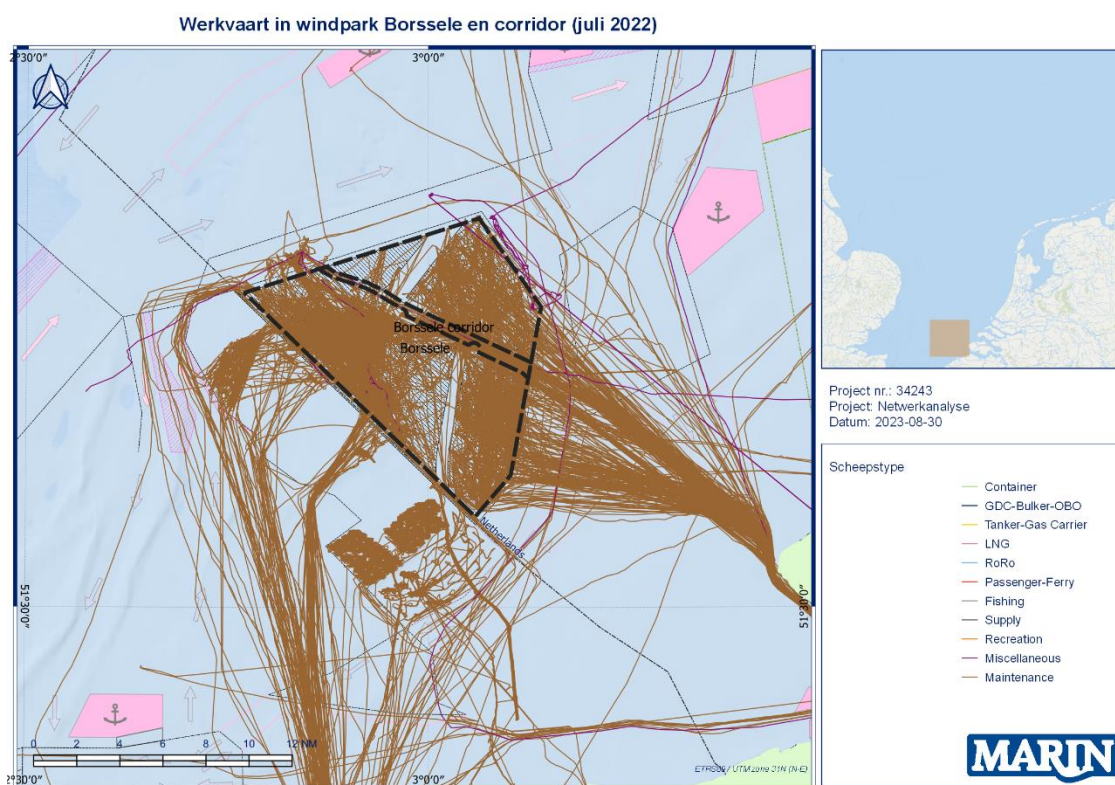 Werkvaart in windpark Borssele en corridor (juli 2022)
2°30'0"
3°0'0"
Borssele corridor
Borssele
Netherlands
51°30'0"
51°30'0"
0 2 4 6 8 10 12 NM
2°30'0"
3°0'0"
ETRS89 / UTM zone 31N (N-E)
Project nr.: 34243
Project: Netwerkanalyse
Datum: 2023-08-30
Scheepstype
Container
GDC-Bulker-OBO
Tanker-Gas Carrier
LNG
RoRo
Passenger-Ferry
Fishing
Supply
Recreation
Miscellaneous
Maintenance
MARIN